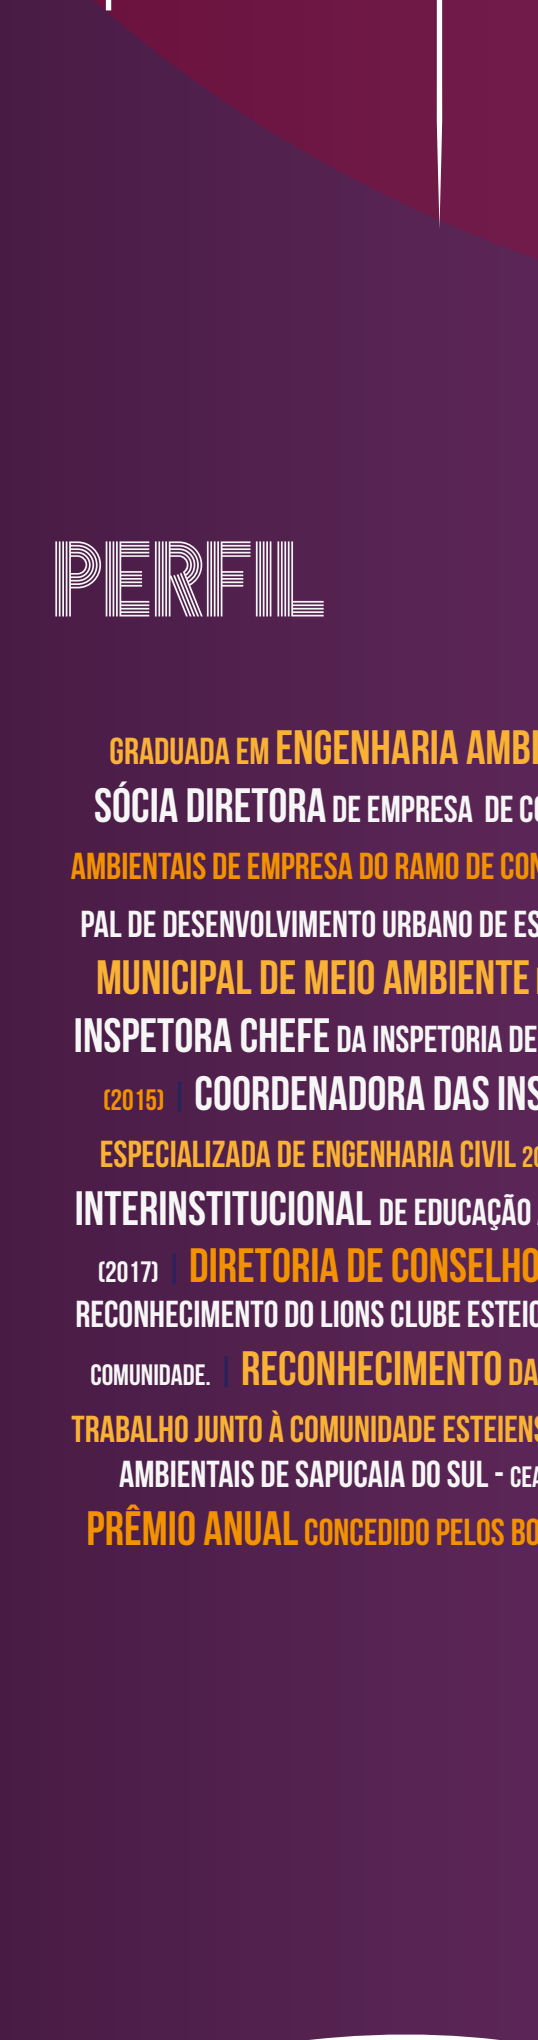 PERFIL
GRADUADA EM ENGENHARIA AMBI
SÓCIA DIRETORA DE EMPRESA DE CO
AMBIENTAIS DE EMPRESA DO RAMO DE CON
PAL DE DESENVOLVIMENTO URBANO DE ES
MUNICIPAL DE MEIO AMBIENTE
INSPETORA CHEFE DA INSPETORIA DE
(2015) | COORDENADORA DAS INS
ESPECIALIZADA DE ENGENHARIA CIVIL 20
INTERINSTITUCIONAL DE EDUCAÇÃO
(2017) | DIRETORIA DE CONSELHO
RECONHECIMENTO DO LIONS CLUBE ESTEIO
COMUNIDADE. | RECONHECIMENTO DA
TRABALHO JUNTO À COMUNIDADE ESTEIENS
AMBIENTAIS DE SAPUCAIA DO SUL - CEA
PRÊMIO ANUAL CONCEDIDO PELOS BO